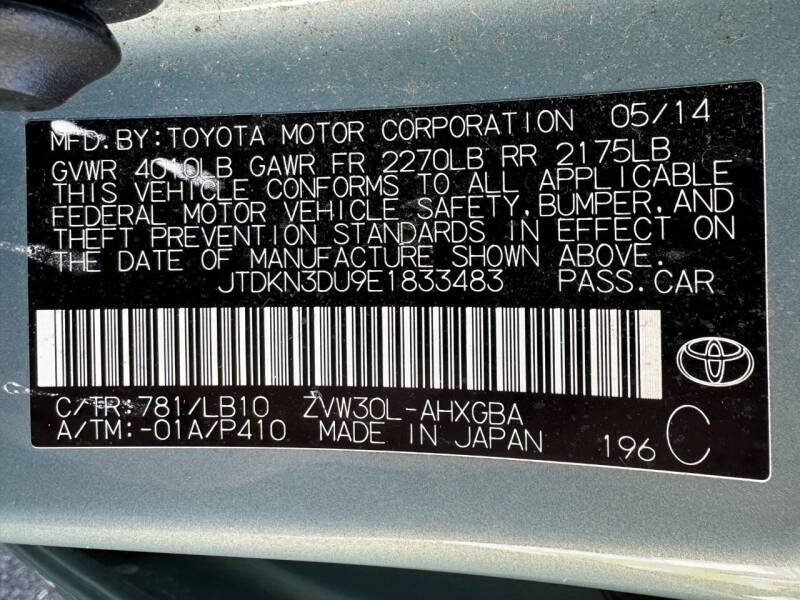 MFD.BY:TOYOTA MOTOR CORPORATION 05/14
GVWR 4010LB GAWR FR 2270LB RR 2175LB
THIS VEHICLE CONFORMS TO ALL APPLICABLE
FEDERAL MOTOR VEHICLE SAFETY,BUMPER,AND
THEFT PREVENTION STANDARDS IN EFFECT ON
THE DATE OF MANUFACTURE SHOWN ABOVE.
JTDKN3DU9E1833483 PASS.CAR
C/TR:781/LB10 ZVW30L-AHXGBA
A/TM:-01A/P410 MADE IN JAPAN 196 C